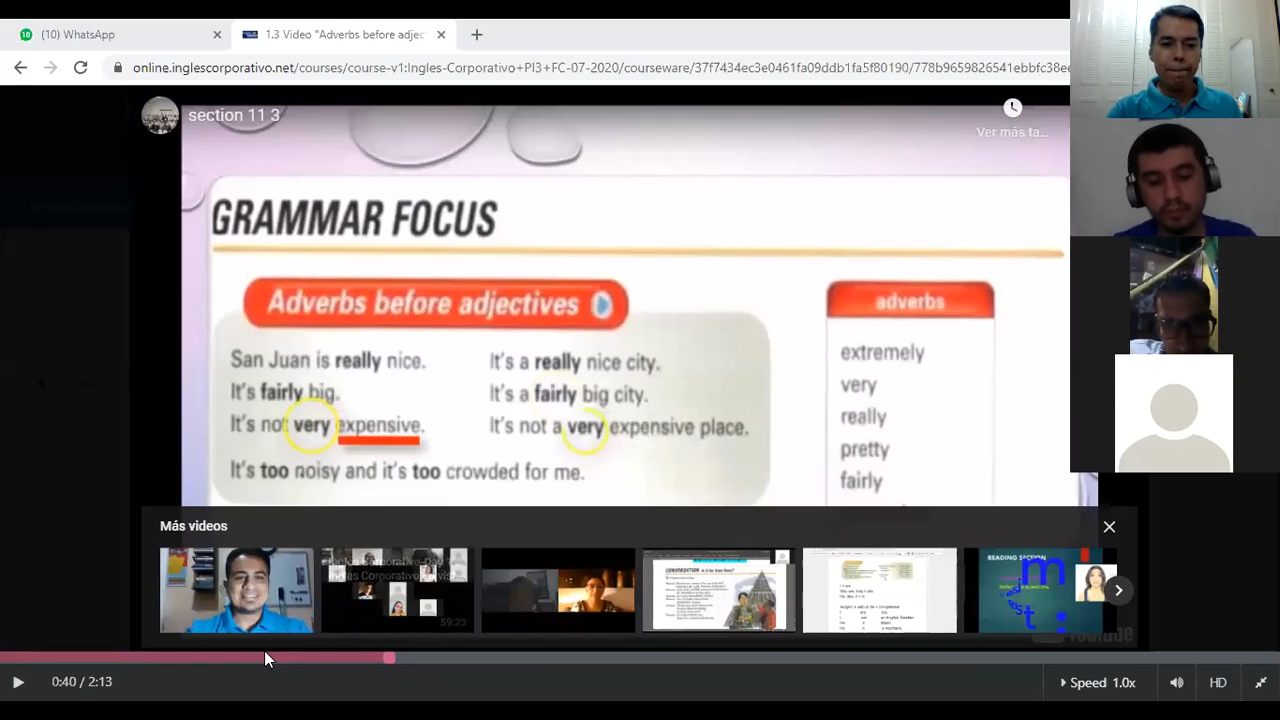 (10) WhatsApp
1.3 Video "Adverbs before adjec
online.inglescorporativo.net/courses/course-v1:Ingles-Corporativo+PI3+FC-07-2020/courseware/37f7434ec3e0461fa09ddb1fa5f80190/778b9659826541ebbfc38ee
section 11 3
Ver más ta...
GRAMMAR FOCUS
Adverbs before adjectives
adverbs
San Juan is really nice.
It's a really nice city.
It's fairly big.
It's a fairly big city.
It's not very expensive.
It's not a very expensive place.
It's too noisy and it's too crowded for me.
extremely
very
really
pretty
fairly
Más videos
59:23
CONVERSATION
READING SECTION
0:40 / 2:13
Speed 1.0x
HD